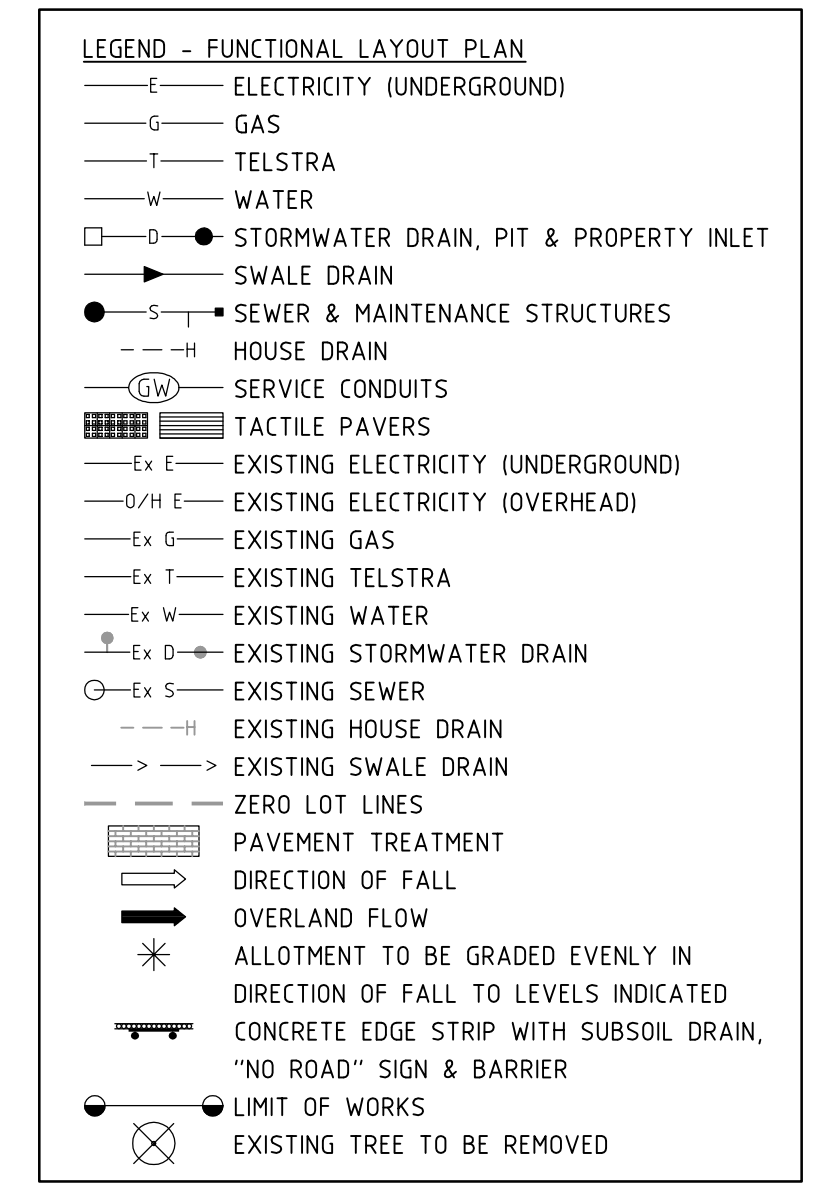 LEGEND - FUNCTIONAL LAYOUT PLAN
E ELECTRICITY (UNDERGROUND)
G GAS
T TELSTRA
W WATER
D STORMWATER DRAIN, PIT & PROPERTY INLET
SWALE DRAIN
S SEWER & MAINTENANCE STRUCTURES
H HOUSE DRAIN
GW SERVICE CONDUITS
TACTILE PAVERS
Ex E EXISTING ELECTRICITY (UNDERGROUND)
O/H E EXISTING ELECTRICITY (OVERHEAD)
Ex G EXISTING GAS
Ex T EXISTING TELSTRA
Ex W EXISTING WATER
Ex D EXISTING STORMWATER DRAIN
Ex S EXISTING SEWER
H EXISTING HOUSE DRAIN
EXISTING SWALE DRAIN
ZERO LOT LINES
PAVEMENT TREATMENT
DIRECTION OF FALL
OVERLAND FLOW
ALLOTMENT TO BE GRADED EVENLY IN
DIRECTION OF FALL TO LEVELS INDICATED
CONCRETE EDGE STRIP WITH SUBSOIL DRAIN,
"NO ROAD" SIGN & BARRIER
LIMIT OF WORKS
EXISTING TREE TO BE REMOVED